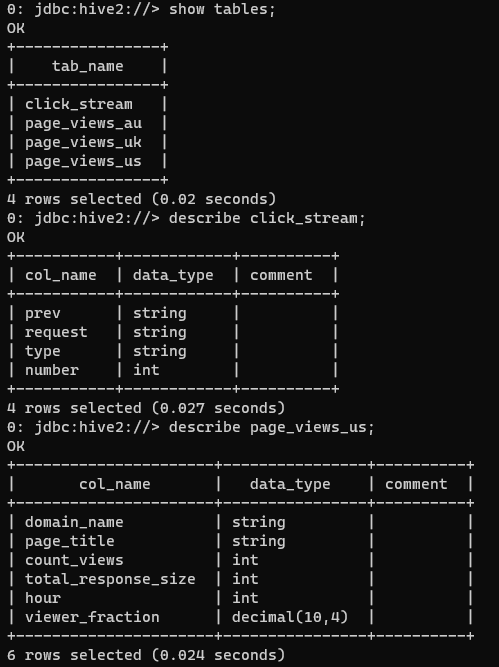 0: jdbc:hive2://> show tables;
OK
+----------------+
|    tab_name    |
+----------------+
| click_stream   |
| page_views_au  |
| page_views_uk  |
| page_views_us  |
+----------------+
4 rows selected (0.02 seconds)
0: jdbc:hive2://> describe click_stream;
OK
+-----------+------------+----------+
| col_name  | data_type  | comment  |
+-----------+------------+----------+
| prev      | string     |          |
| request   | string     |          |
| type      | string     |          |
| number    | int        |          |
+-----------+------------+----------+
4 rows selected (0.027 seconds)
0: jdbc:hive2://> describe page_views_us;
OK
+----------------------+----------------+----------+
|       col_name       |   data_type    | comment  |
+----------------------+----------------+----------+
| domain_name          | string         |          |
| page_title           | string         |          |
| count_views          | int            |          |
| total_response_size  | int            |          |
| hour                 | int            |          |
| viewer_fraction      | decimal(10,4)  |          |
+----------------------+----------------+----------+
6 rows selected (0.024 seconds)